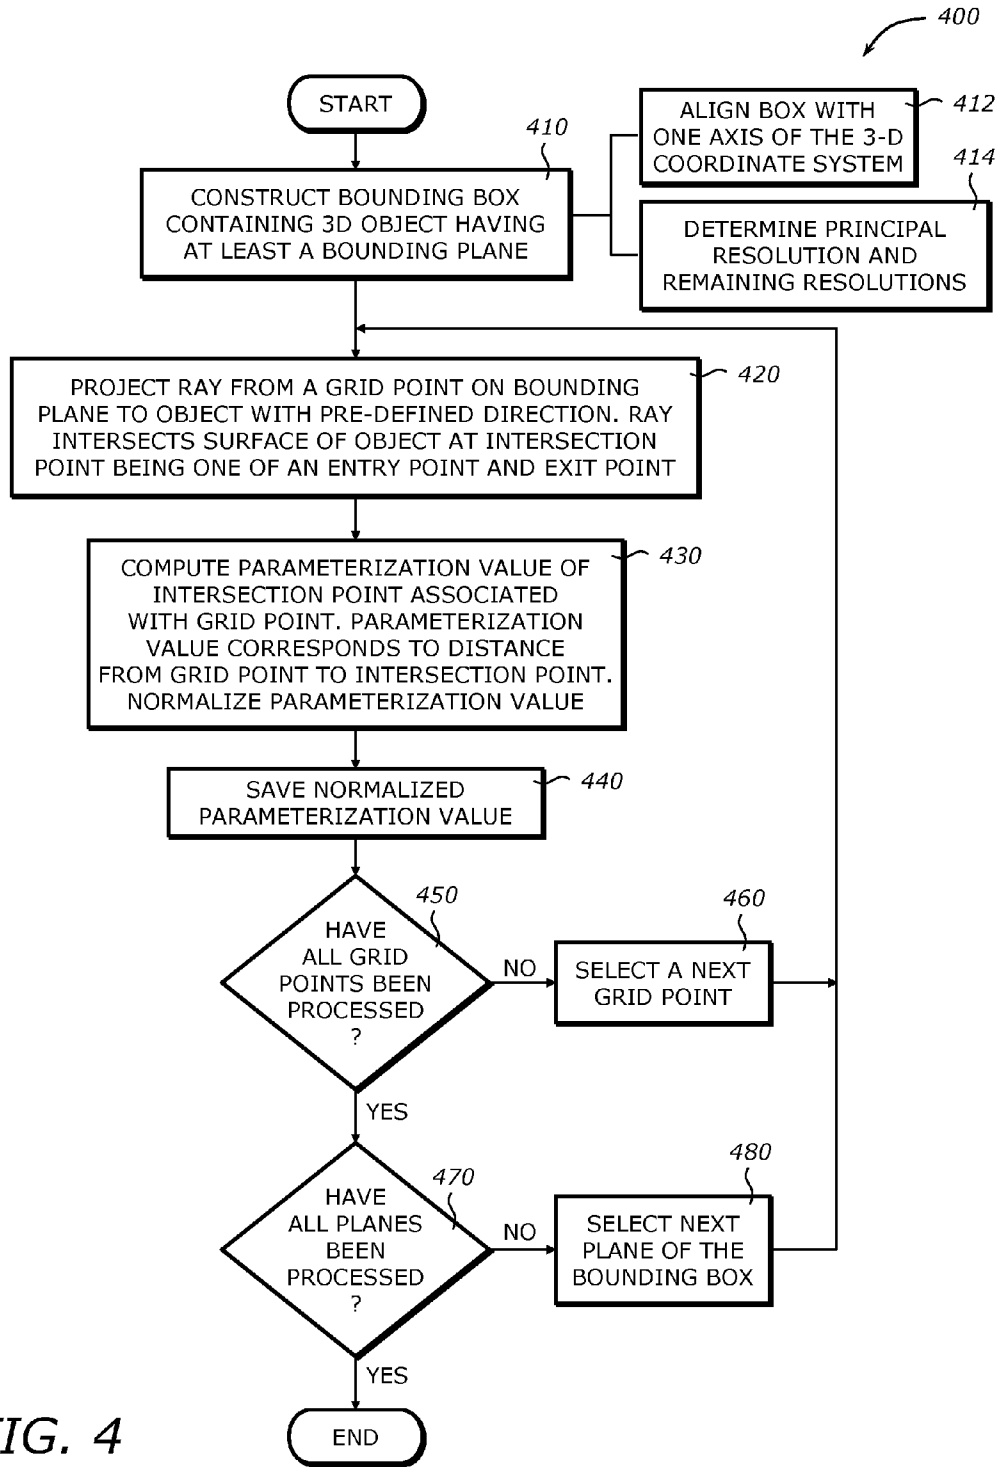 400
START
410
CONSTRUCT BOUNDING BOX
CONTAINING 3D OBJECT HAVING
AT LEAST A BOUNDING PLANE
ALIGN BOX WITH
ONE AXIS OF THE 3-D
COORDINATE SYSTEM
412
414
DETERMINE PRINCIPAL
RESOLUTION AND
REMAINING RESOLUTIONS
PROJECT RAY FROM A GRID POINT ON BOUNDING
PLANE TO OBJECT WITH PRE-DEFINED DIRECTION. RAY
INTERSECTS SURFACE OF OBJECT AT INTERSECTION
POINT BEING ONE OF AN ENTRY POINT AND EXIT POINT
420
COMPUTE PARAMETERIZATION VALUE OF
INTERSECTION POINT ASSOCIATED
WITH GRID POINT. PARAMETERIZATION
VALUE CORRESPONDS TO DISTANCE
FROM GRID POINT TO INTERSECTION POINT.
NORMALIZE PARAMETERIZATION VALUE
430
SAVE NORMALIZED
PARAMETERIZATION VALUE
440
HAVE
ALL GRID
POINTS BEEN
PROCESSED
?
450
NO
460
SELECT A NEXT
GRID POINT
YES
HAVE
ALL PLANES
BEEN
PROCESSED
?
470
NO
480
SELECT NEXT
PLANE OF THE
BOUNDING BOX
YES
END
IG. 4